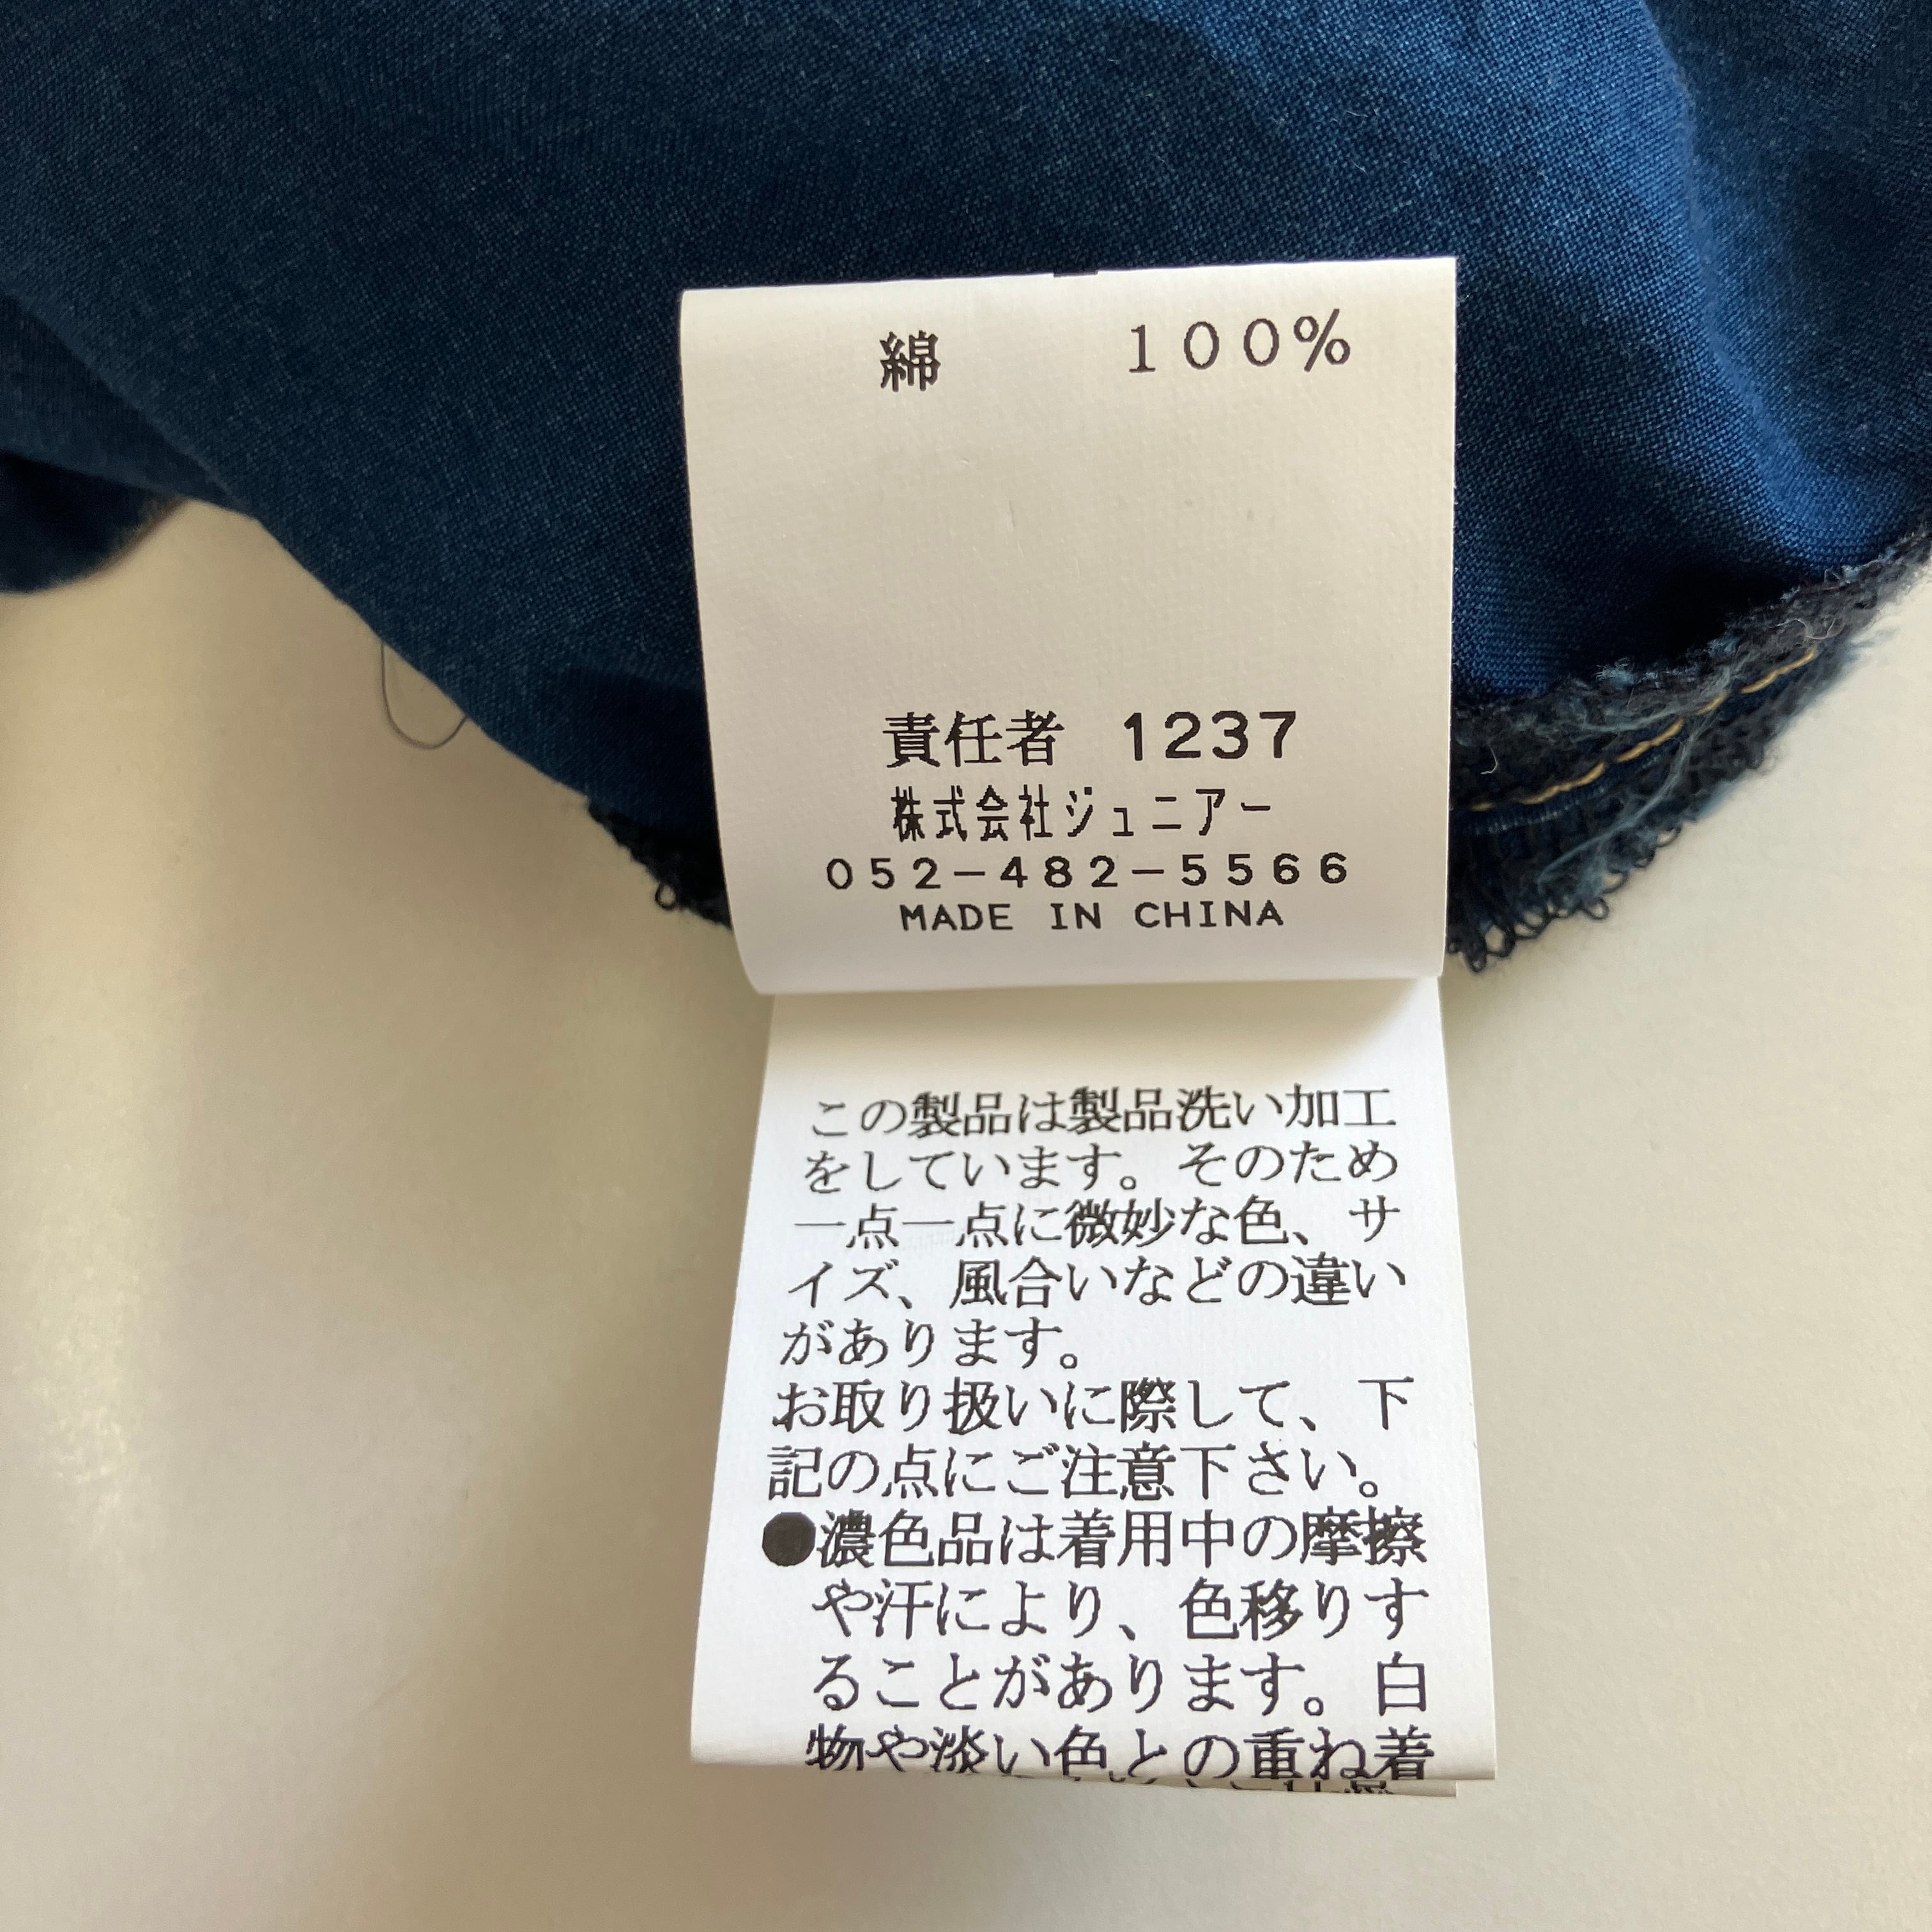 綿 100%
責任者 1237
株式会社ジュニアー
052-482-5566
MADE IN CHINA
この製品は製品洗い加工
をしています。そのため
一点一点に微妙な色、サ
イズ、風合いなどの違い
があります。
お取り扱いに際して、下
記の点にご注意下さい。
●濃色品は着用中の摩擦
や汗により、色移りす
ることがあります。白
物や淡い色との重ね着